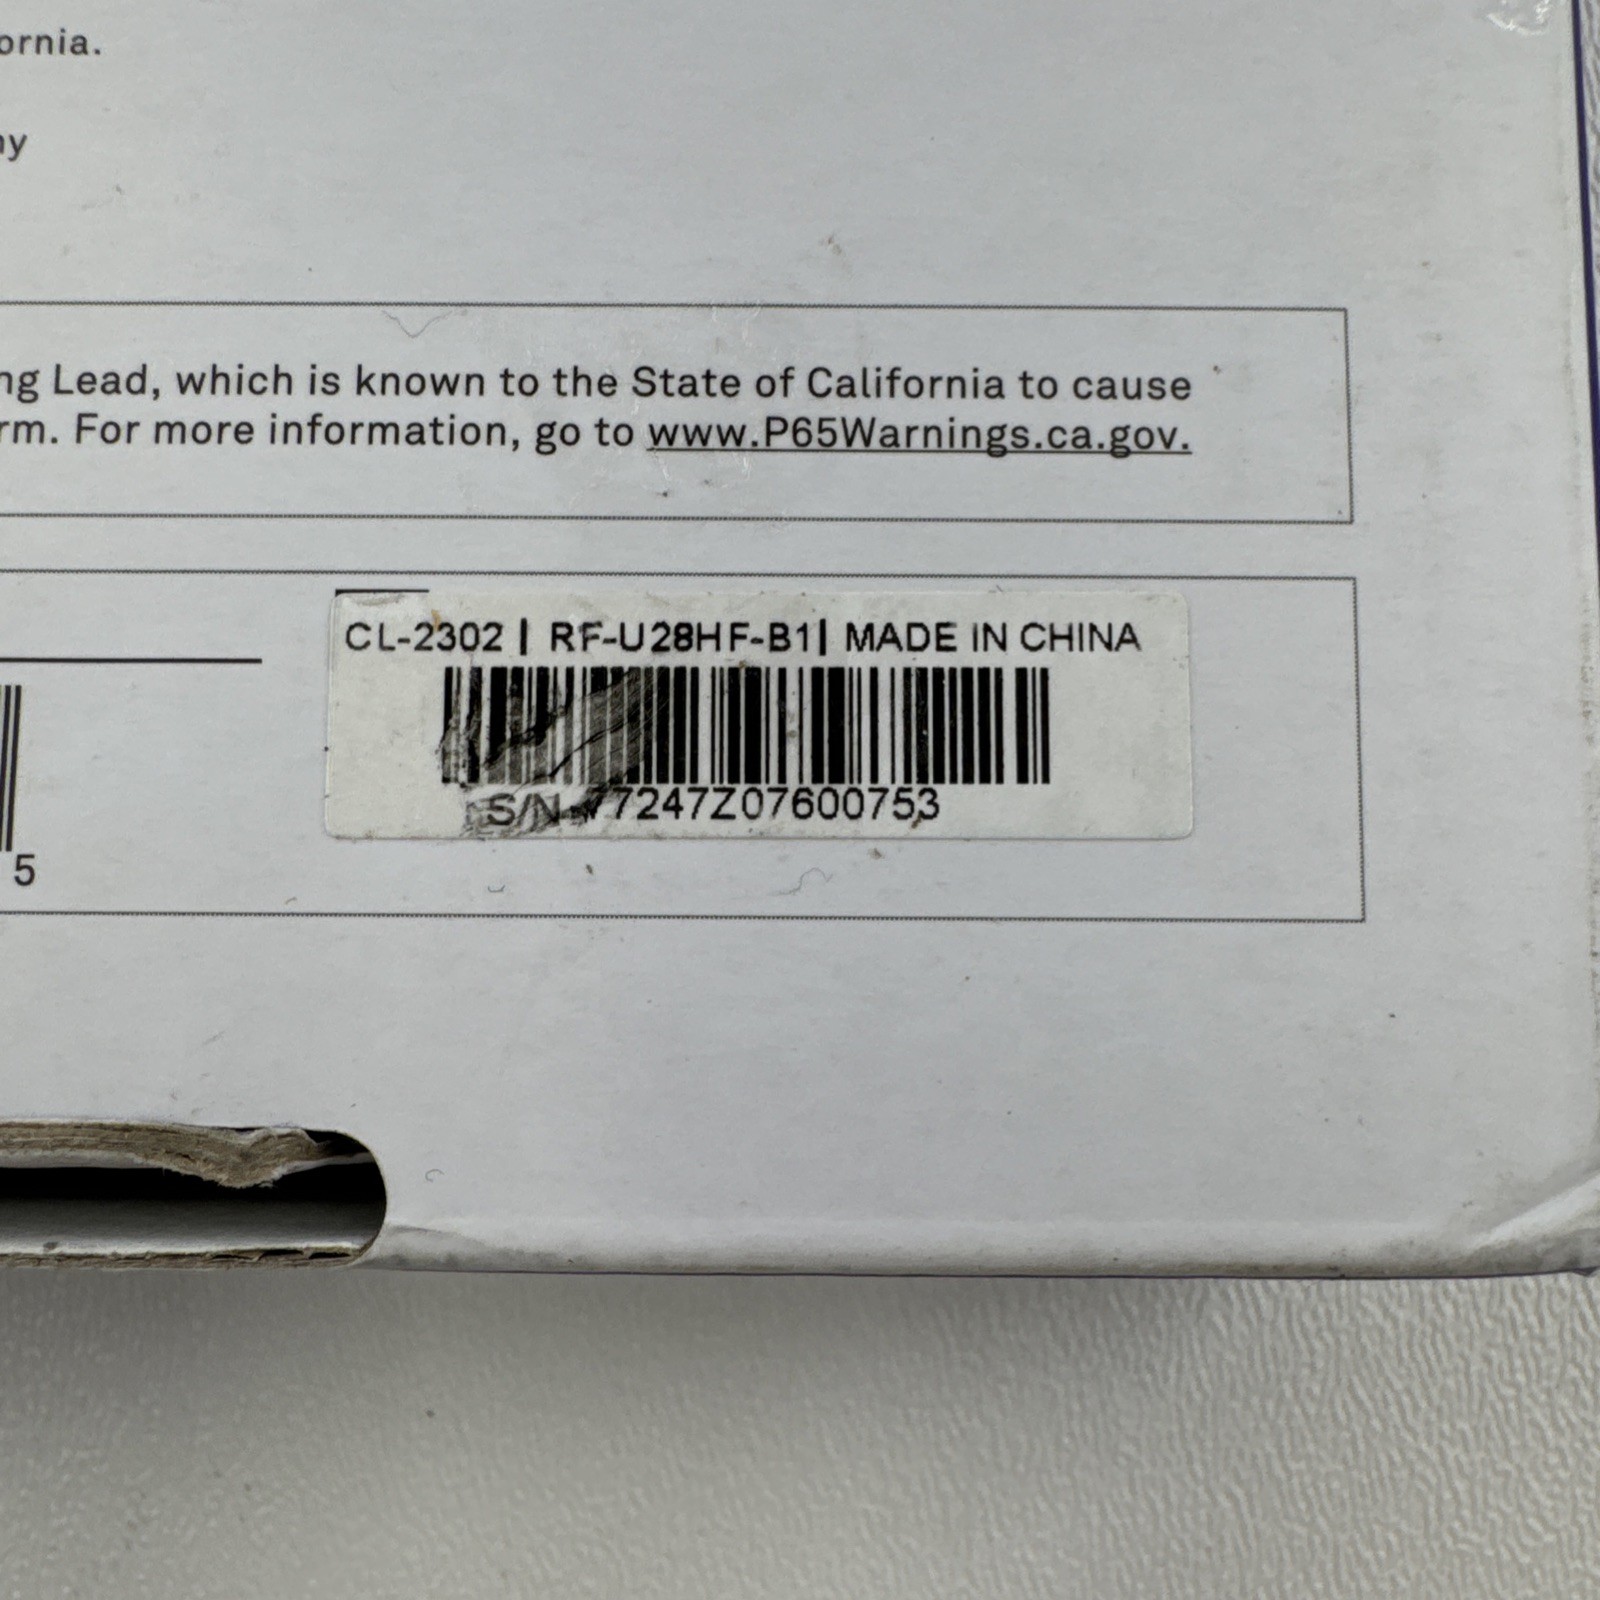 ornia.
ny
ng Lead, which is known to the State of California to cause
rm. For more information, go to www.P65Warnings.ca.gov.
CL-2302 | RF-U28HF-B1| MADE IN CHINA
S/N 77247Z07600753
5